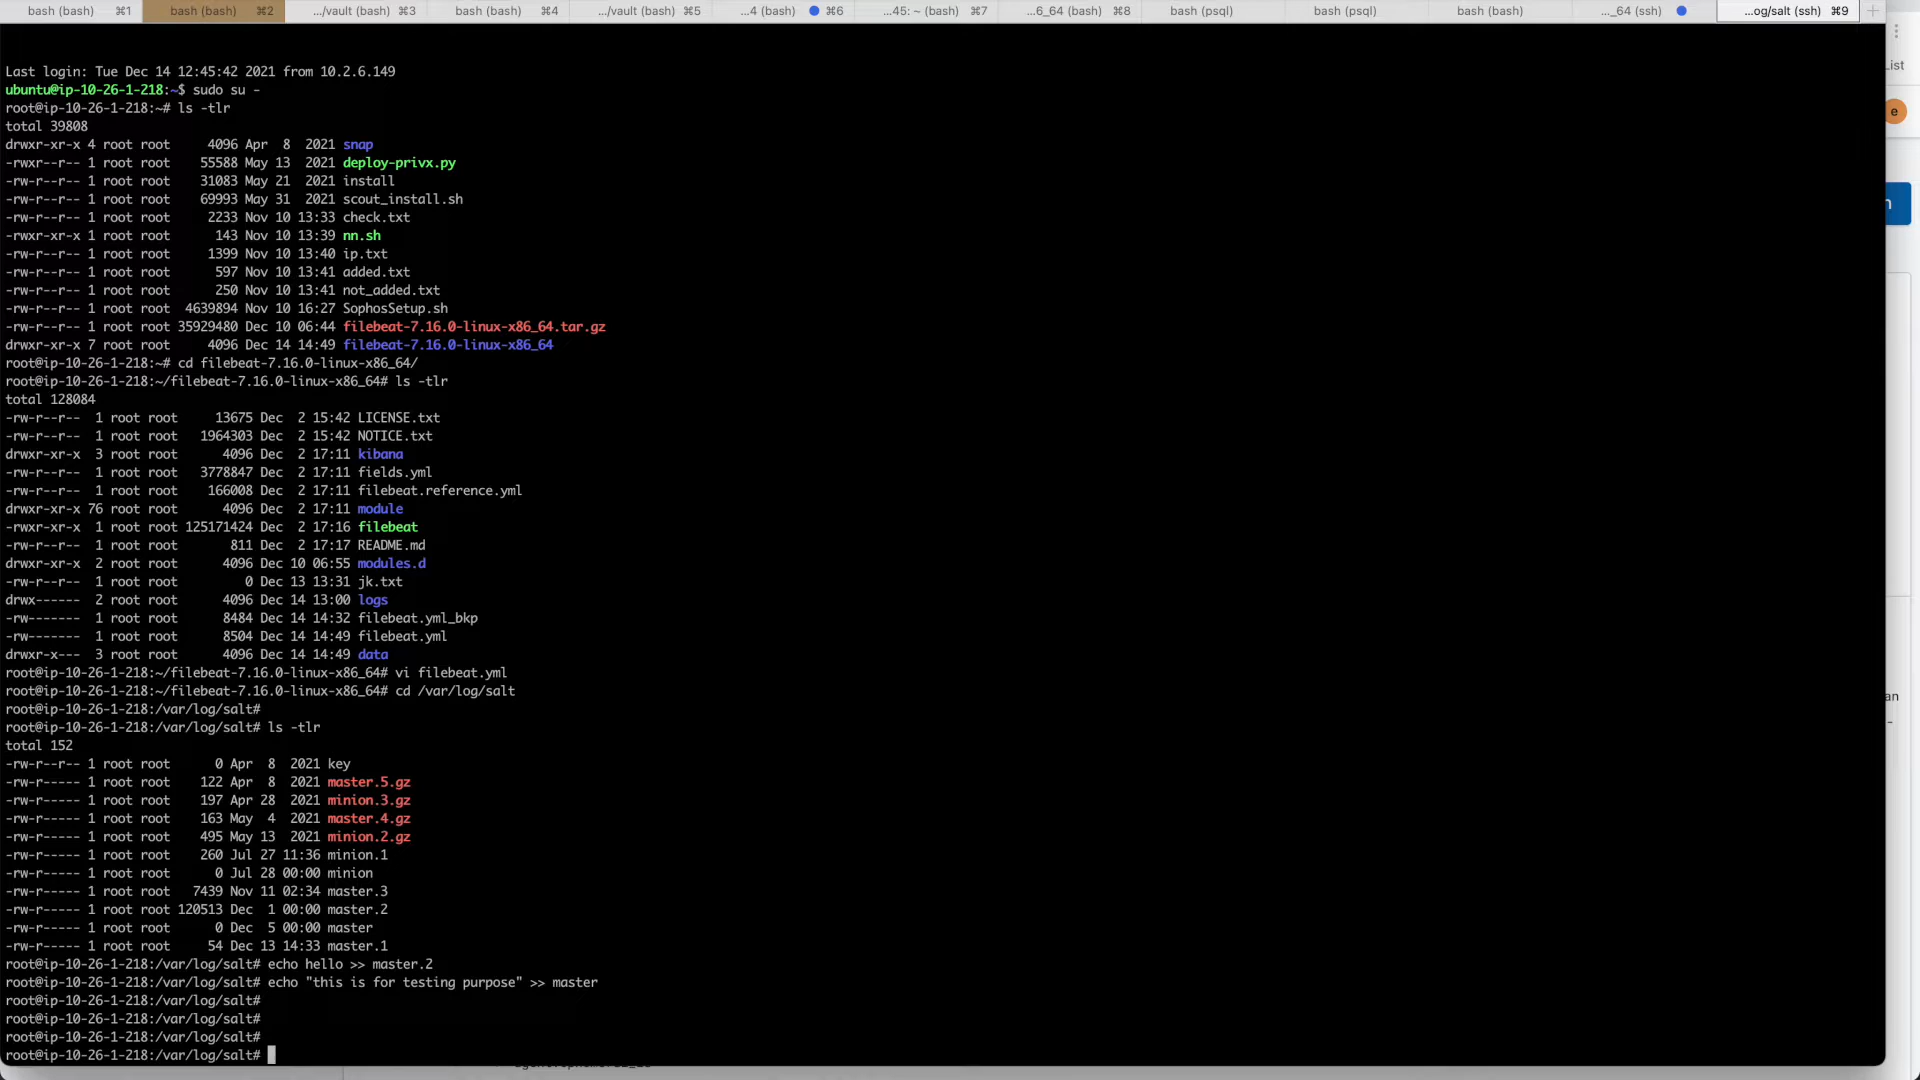 bash (bash) ⌘1 bash (bash) ⌘2 .../vault (bash) ⌘3 bash (bash) ⌘4 .../vault (bash) ⌘5 ...4 (bash) ⌘6 ...45: ~ (bash) ⌘7 ...6_64 (bash) ⌘8 bash (psql) bash (psql) bash (bash) ..._64 (ssh) ...og/salt (ssh) ⌘9
Last login: Tue Dec 14 12:45:42 2021 from 10.2.6.149
ubuntu@ip-10-26-1-218:~$ sudo su -
root@ip-10-26-1-218:~# ls -tlr
total 39808
drwxr-xr-x 4 root root     4096 Apr  8  2021 snap
-rwxr--r-- 1 root root    55588 May 13  2021 deploy-privx.py
-rw-r--r-- 1 root root    31083 May 21  2021 install
-rw-r--r-- 1 root root    69993 May 31  2021 scout_install.sh
-rw-r--r-- 1 root root     2233 Nov 10 13:33 check.txt
-rwxr-xr-x 1 root root      143 Nov 10 13:39 nn.sh
-rw-r--r-- 1 root root     1399 Nov 10 13:40 ip.txt
-rw-r--r-- 1 root root      597 Nov 10 13:41 added.txt
-rw-r--r-- 1 root root      250 Nov 10 13:41 not_added.txt
-rw-r--r-- 1 root root  4639894 Nov 10 16:27 SophosSetup.sh
-rw-r--r-- 1 root root 35929480 Dec 10 06:44 filebeat-7.16.0-linux-x86_64.tar.gz
drwxr-xr-x 7 root root     4096 Dec 14 14:49 filebeat-7.16.0-linux-x86_64
root@ip-10-26-1-218:~# cd filebeat-7.16.0-linux-x86_64/
root@ip-10-26-1-218:~/filebeat-7.16.0-linux-x86_64# ls -tlr
total 128084
-rw-r--r--  1 root root     13675 Dec  2 15:42 LICENSE.txt
-rw-r--r--  1 root root   1964303 Dec  2 15:42 NOTICE.txt
drwxr-xr-x  3 root root      4096 Dec  2 17:11 kibana
-rw-r--r--  1 root root   3778847 Dec  2 17:11 fields.yml
-rw-r--r--  1 root root    166008 Dec  2 17:11 filebeat.reference.yml
drwxr-xr-x 76 root root      4096 Dec  2 17:11 module
-rwxr-xr-x  1 root root 125171424 Dec  2 17:16 filebeat
-rw-r--r--  1 root root       811 Dec  2 17:17 README.md
drwxr-xr-x  2 root root      4096 Dec 10 06:55 modules.d
-rw-r--r--  1 root root         0 Dec 13 13:31 jk.txt
drwx------  2 root root      4096 Dec 14 13:00 logs
-rw-------  1 root root      8484 Dec 14 14:32 filebeat.yml_bkp
-rw-------  1 root root      8504 Dec 14 14:49 filebeat.yml
drwxr-x---  3 root root      4096 Dec 14 14:49 data
root@ip-10-26-1-218:~/filebeat-7.16.0-linux-x86_64# vi filebeat.yml
root@ip-10-26-1-218:~/filebeat-7.16.0-linux-x86_64# cd /var/log/salt
root@ip-10-26-1-218:/var/log/salt#
root@ip-10-26-1-218:/var/log/salt# ls -tlr
total 152
-rw-r--r-- 1 root root      0 Apr  8  2021 key
-rw-r----- 1 root root    122 Apr  8  2021 master.5.gz
-rw-r----- 1 root root    197 Apr 28  2021 minion.3.gz
-rw-r----- 1 root root    163 May  4  2021 master.4.gz
-rw-r----- 1 root root    495 May 13  2021 minion.2.gz
-rw-r----- 1 root root    260 Jul 27 11:36 minion.1
-rw-r----- 1 root root      0 Jul 28 00:00 minion
-rw-r----- 1 root root   7439 Nov 11 02:34 master.3
-rw-r----- 1 root root 120513 Dec  1 00:00 master.2
-rw-r----- 1 root root      0 Dec  5 00:00 master
-rw-r----- 1 root root     54 Dec 13 14:33 master.1
root@ip-10-26-1-218:/var/log/salt# echo hello >> master.2
root@ip-10-26-1-218:/var/log/salt# echo "this is for testing purpose" >> master
root@ip-10-26-1-218:/var/log/salt#
root@ip-10-26-1-218:/var/log/salt#
root@ip-10-26-1-218:/var/log/salt#
root@ip-10-26-1-218:/var/log/salt#
e